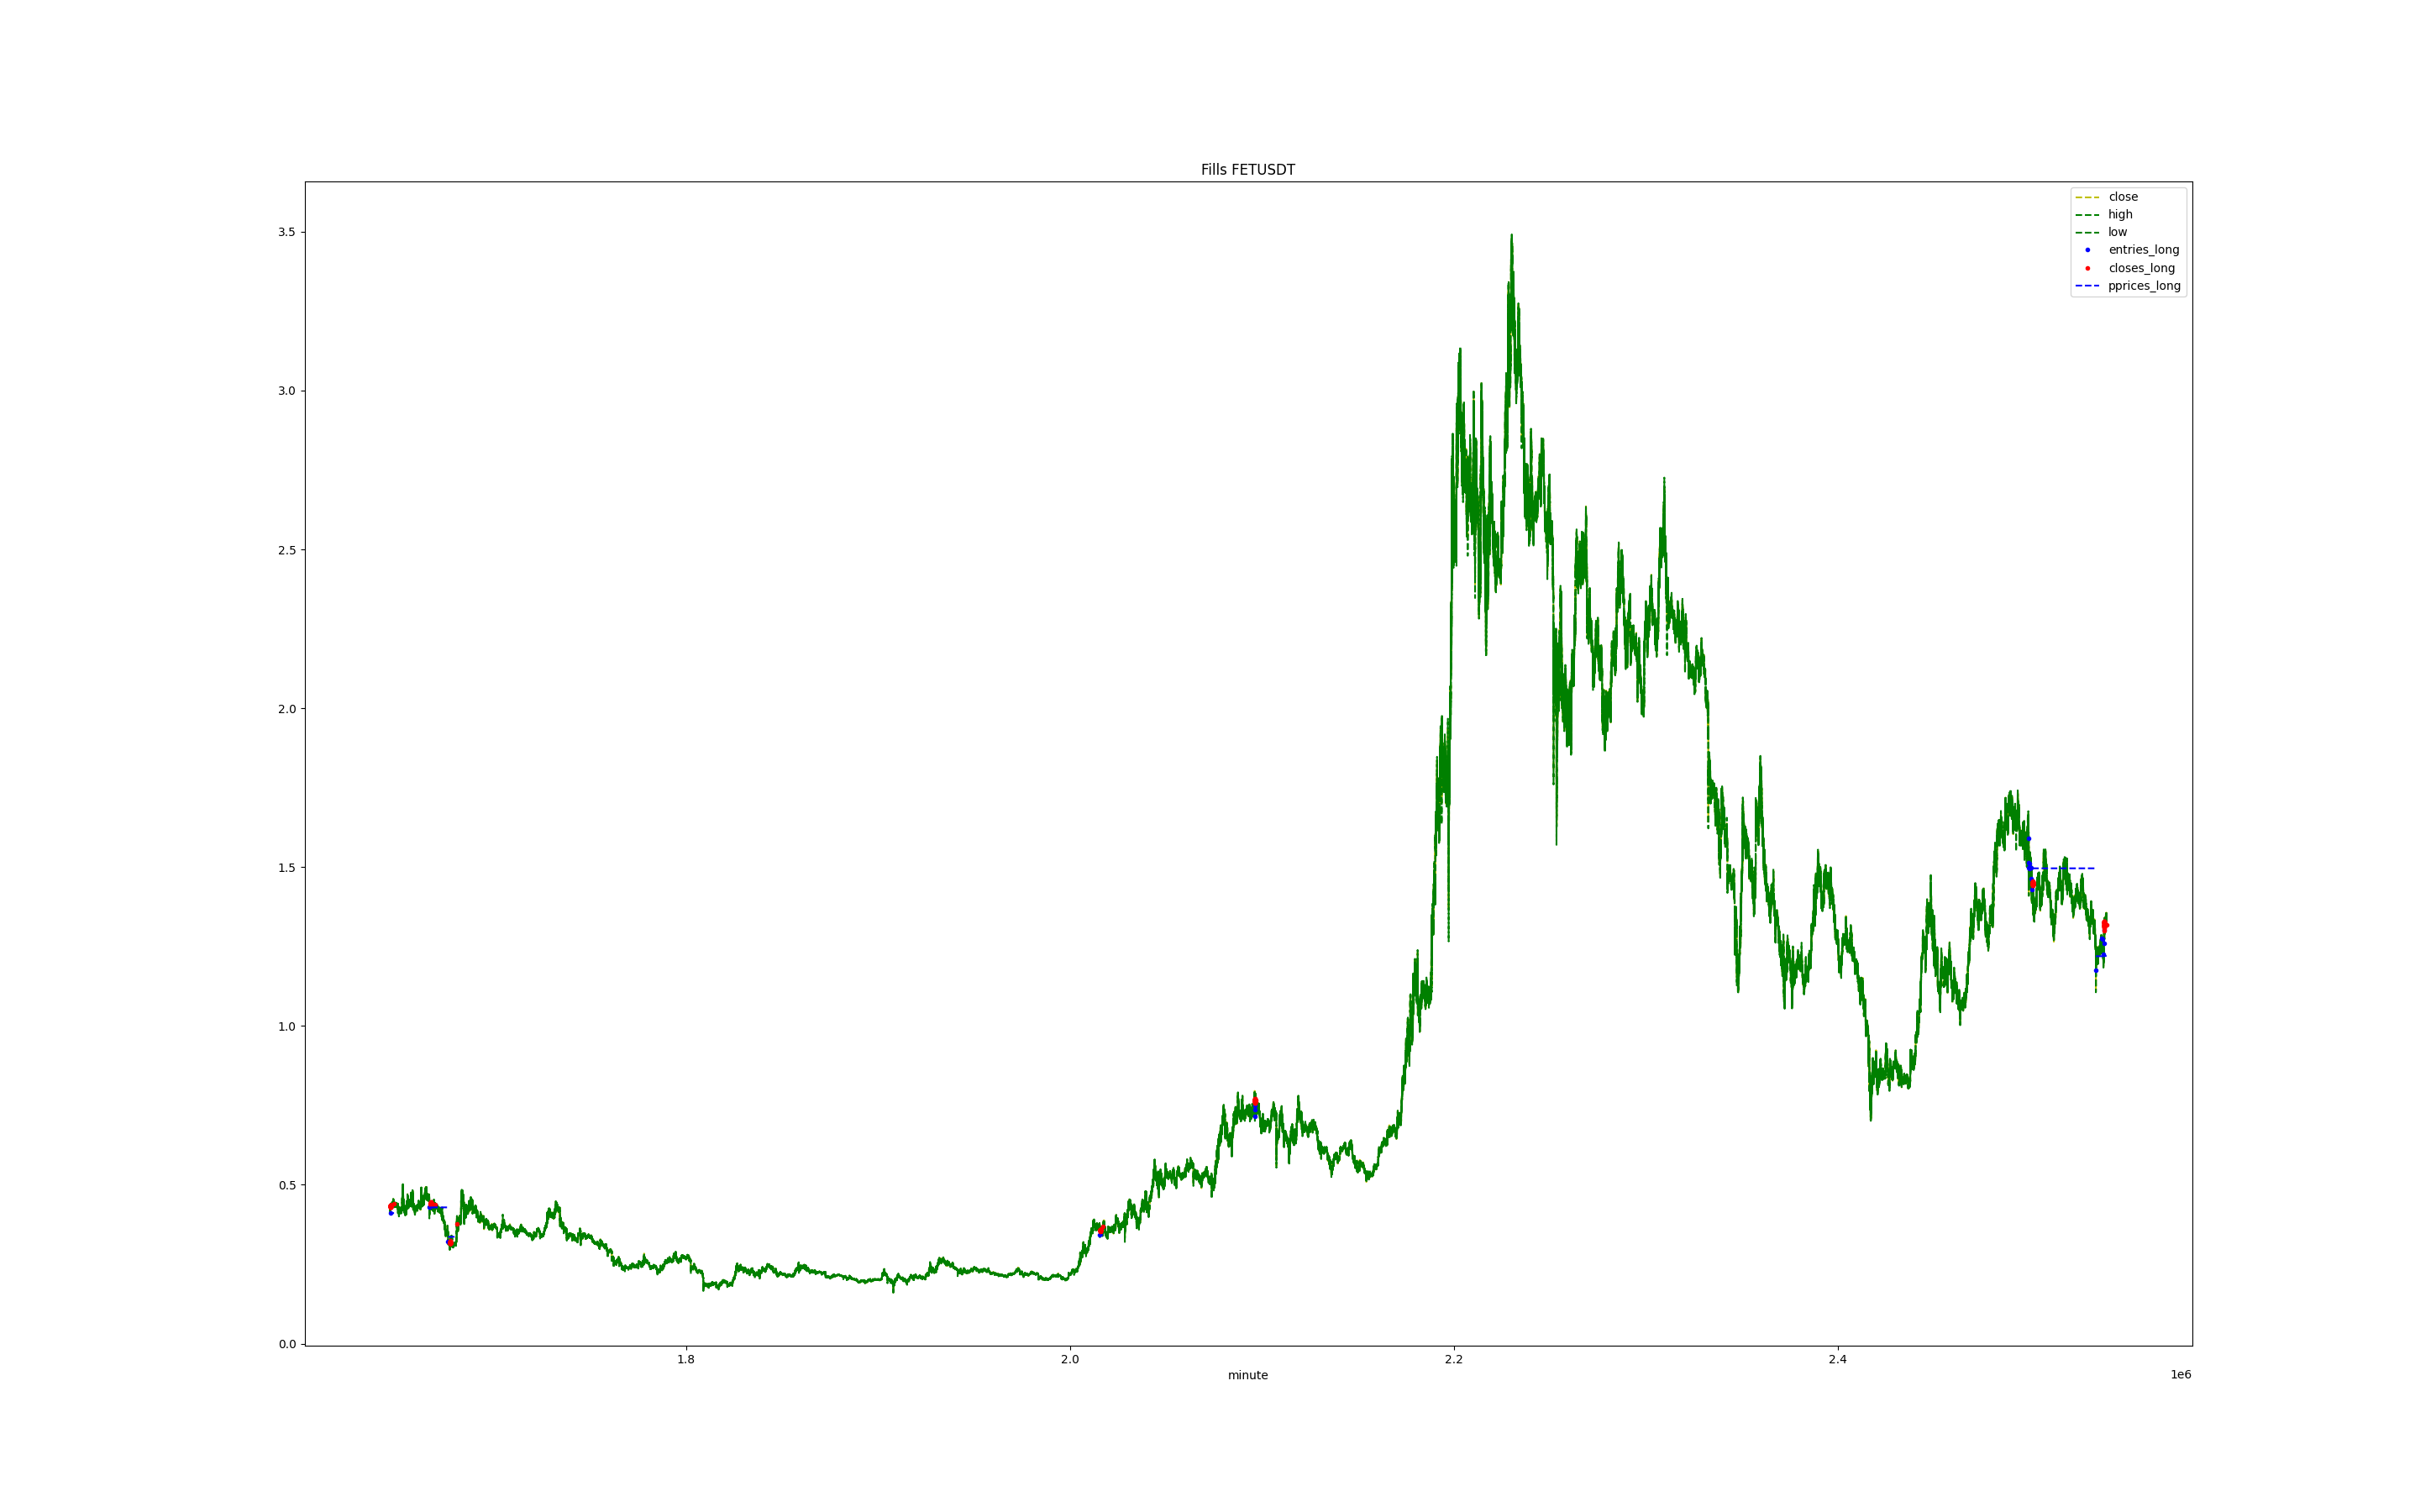 Fills FETUSDT
close
high
low
entries_long
closes_long
pprices_long
3.5
3.0
2.5
2.0
1.5
1.0
0.5
0.0
1.8 2.0 2.2 2.4
minute 1e6